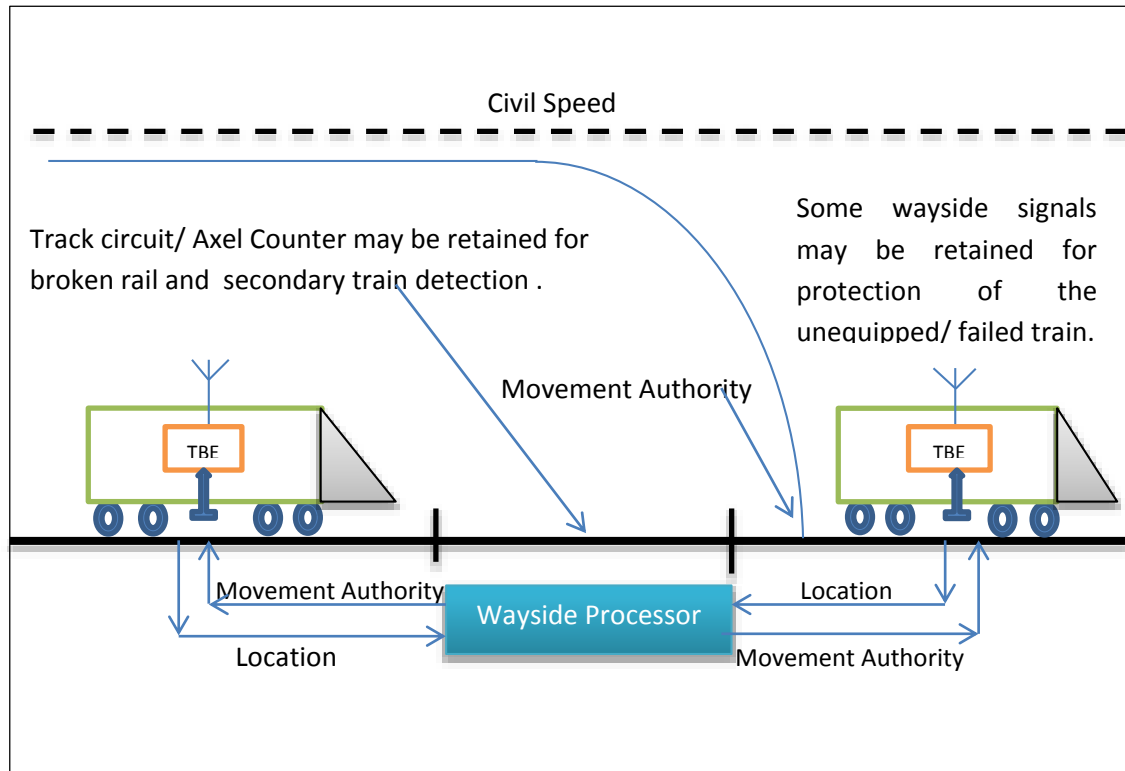 Civil Speed
Track circuit/ Axel Counter may be retained for
broken rail and secondary train detection .
Some wayside signals
may be retained for
protection of the
unequipped/ failed train.
Movement Authority
TBE
TBE
Movement Authority
Location
Wayside Processor
Location
Movement Authority